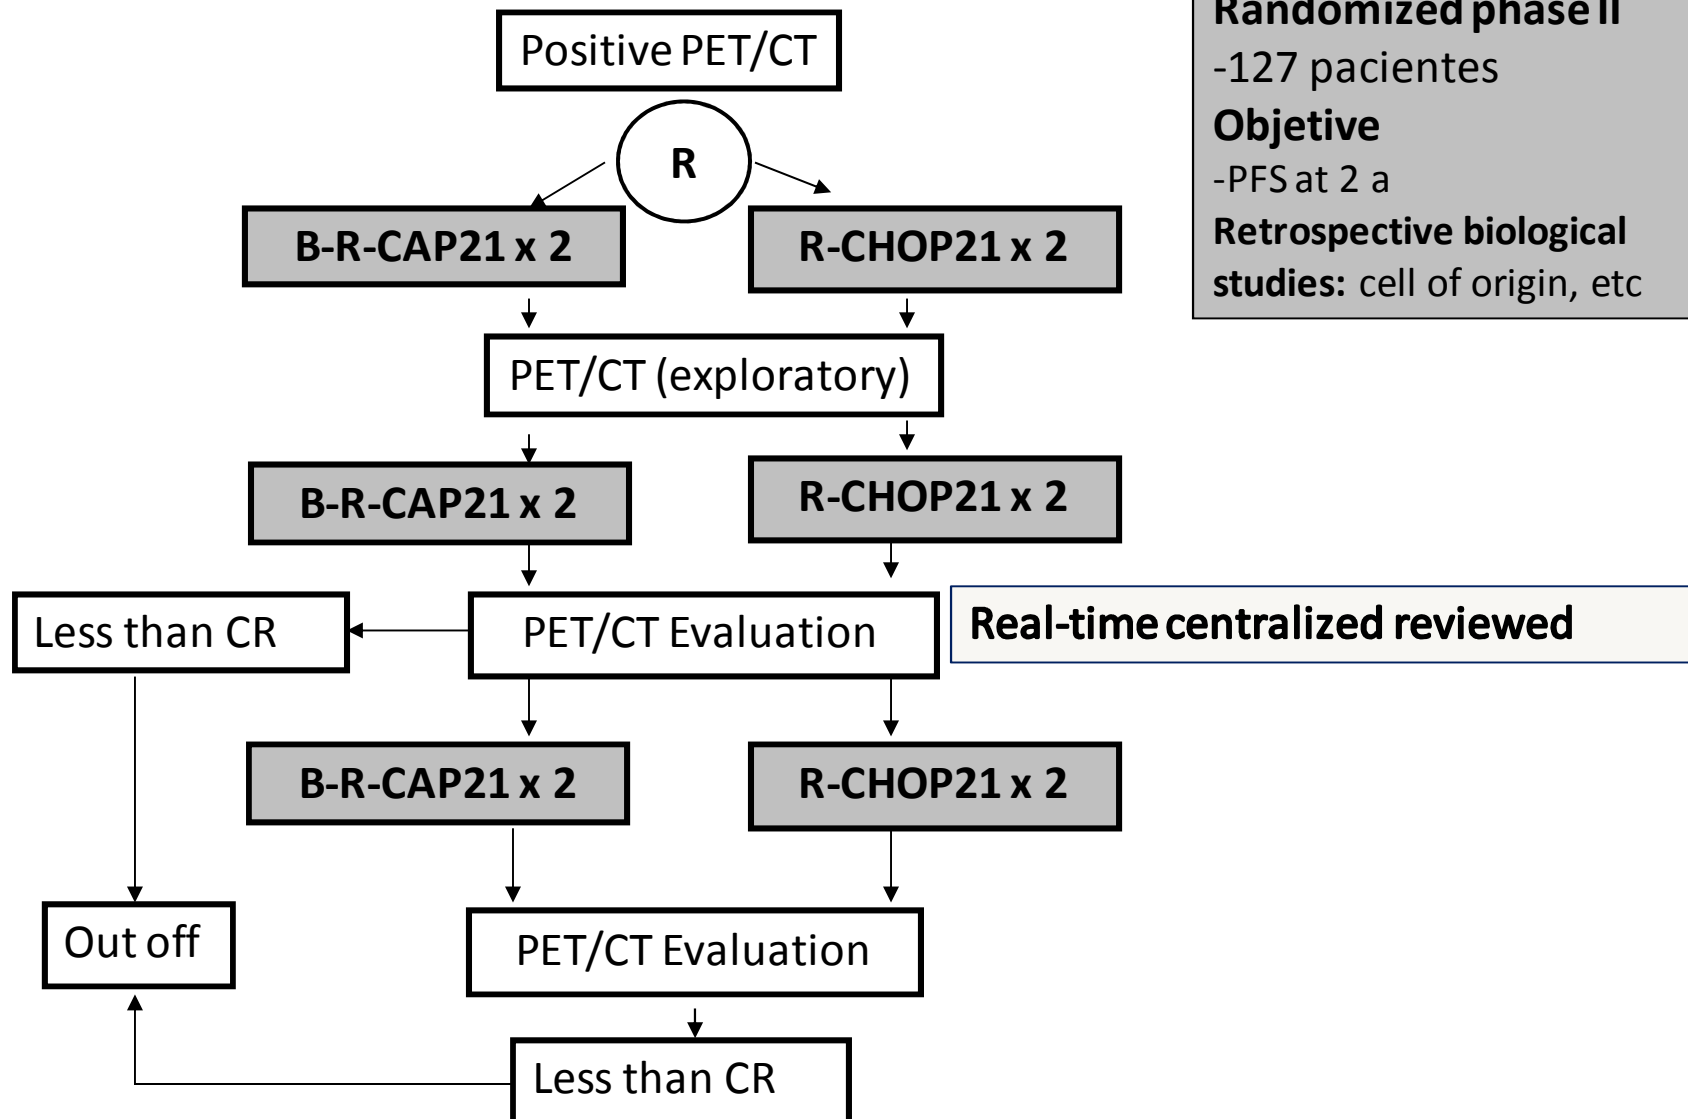 Positive PET/CT
R
B-R-CAP21 x 2
R-CHOP21 x 2
PET/CT (exploratory)
B-R-CAP21 x 2
R-CHOP21 x 2
Less than CR
PET/CT Evaluation
Real-time centralized reviewed
B-R-CAP21 x 2
R-CHOP21 x 2
Out off
PET/CT Evaluation
Less than CR
Randomized phase II
-127 pacientes
Objetive
-PFS at 2 a
Retrospective biological
studies: cell of origin, etc